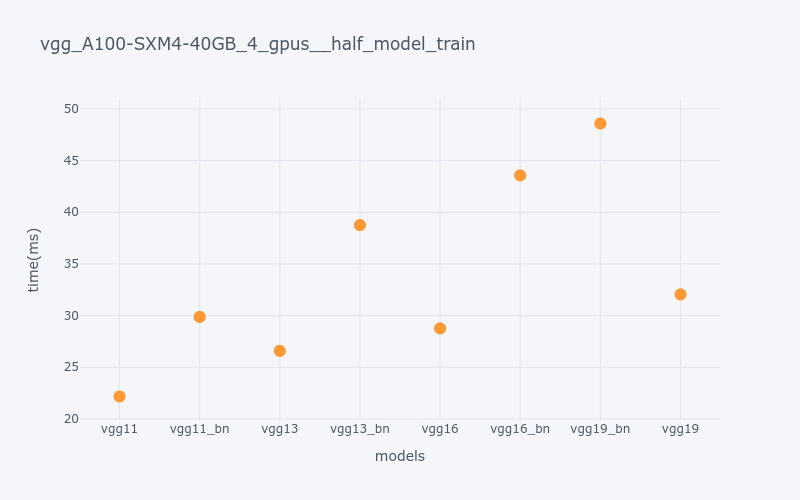 vgg_A100-SXM4-40GB_4_gpus__half_model_train
50
45
40
35
30
25
20
time(ms)
vgg11 vgg11_bn vgg13 vgg13_bn vgg16 vgg16_bn vgg19_bn vgg19
models